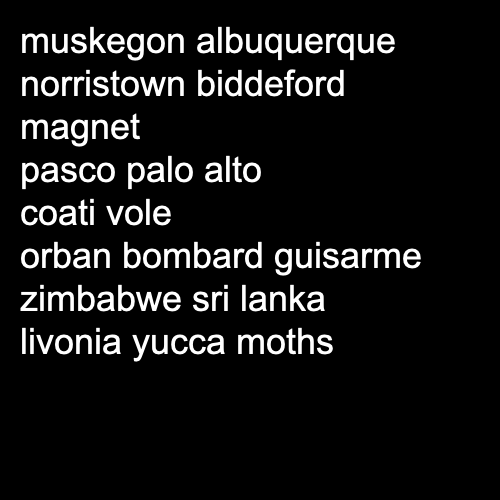 muskegon albuquerque
norristown biddeford
magnet
pasco palo alto
coati vole
orban bombard guisarme
zimbabwe sri lanka
livonia yucca moths